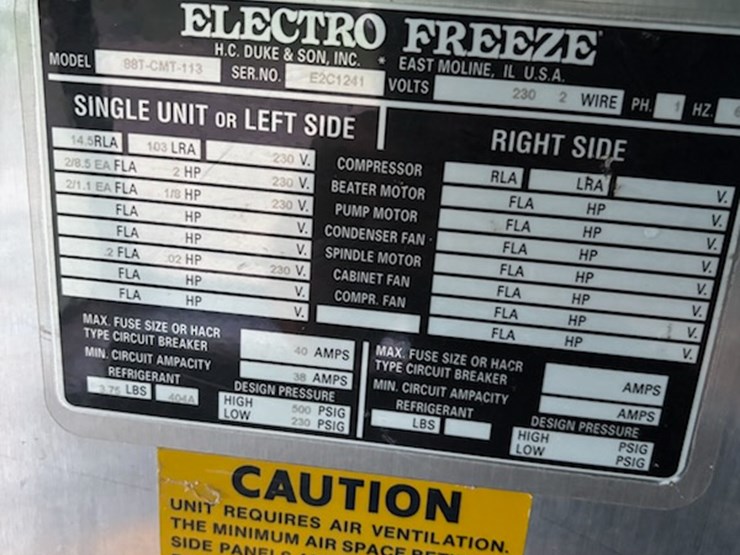 ELECTRO FREEZE
H.C. DUKE & SON, INC. * EAST MOLINE, IL U.S.A.
MODEL 88T-CMT-113 SER.NO. E2C1241 VOLTS 230 2 WIRE PH. 1 HZ.
SINGLE UNIT OR LEFT SIDE RIGHT SIDE
14.5 RLA 103 LRA 230 V. COMPRESSOR RLA LRA V.
2/8.5 EA FLA 2 HP 230 V. BEATER MOTOR FLA HP V.
2/1.1 EA FLA 1/8 HP 230 V. PUMP MOTOR FLA HP V.
FLA HP V. CONDENSER FAN FLA HP V.
FLA HP V. SPINDLE MOTOR FLA HP V.
.2 FLA .02 HP 230 V. CABINET FAN FLA HP V.
FLA HP V. COMPR. FAN FLA HP V.
FLA HP V. FLA HP V.
MAX. FUSE SIZE OR HACR
TYPE CIRCUIT BREAKER 40 AMPS
MIN. CIRCUIT AMPACITY 38 AMPS
REFRIGERANT DESIGN PRESSURE
3.75 LBS 404A HIGH 500 PSIG
LOW 230 PSIG
MAX. FUSE SIZE OR HACR
TYPE CIRCUIT BREAKER AMPS
MIN. CIRCUIT AMPACITY AMPS
REFRIGERANT DESIGN PRESSURE
LBS HIGH PSIG
LOW PSIG
CAUTION
UNIT REQUIRES AIR VENTILATION.
THE MINIMUM AIR SPACE
SIDE PANELS